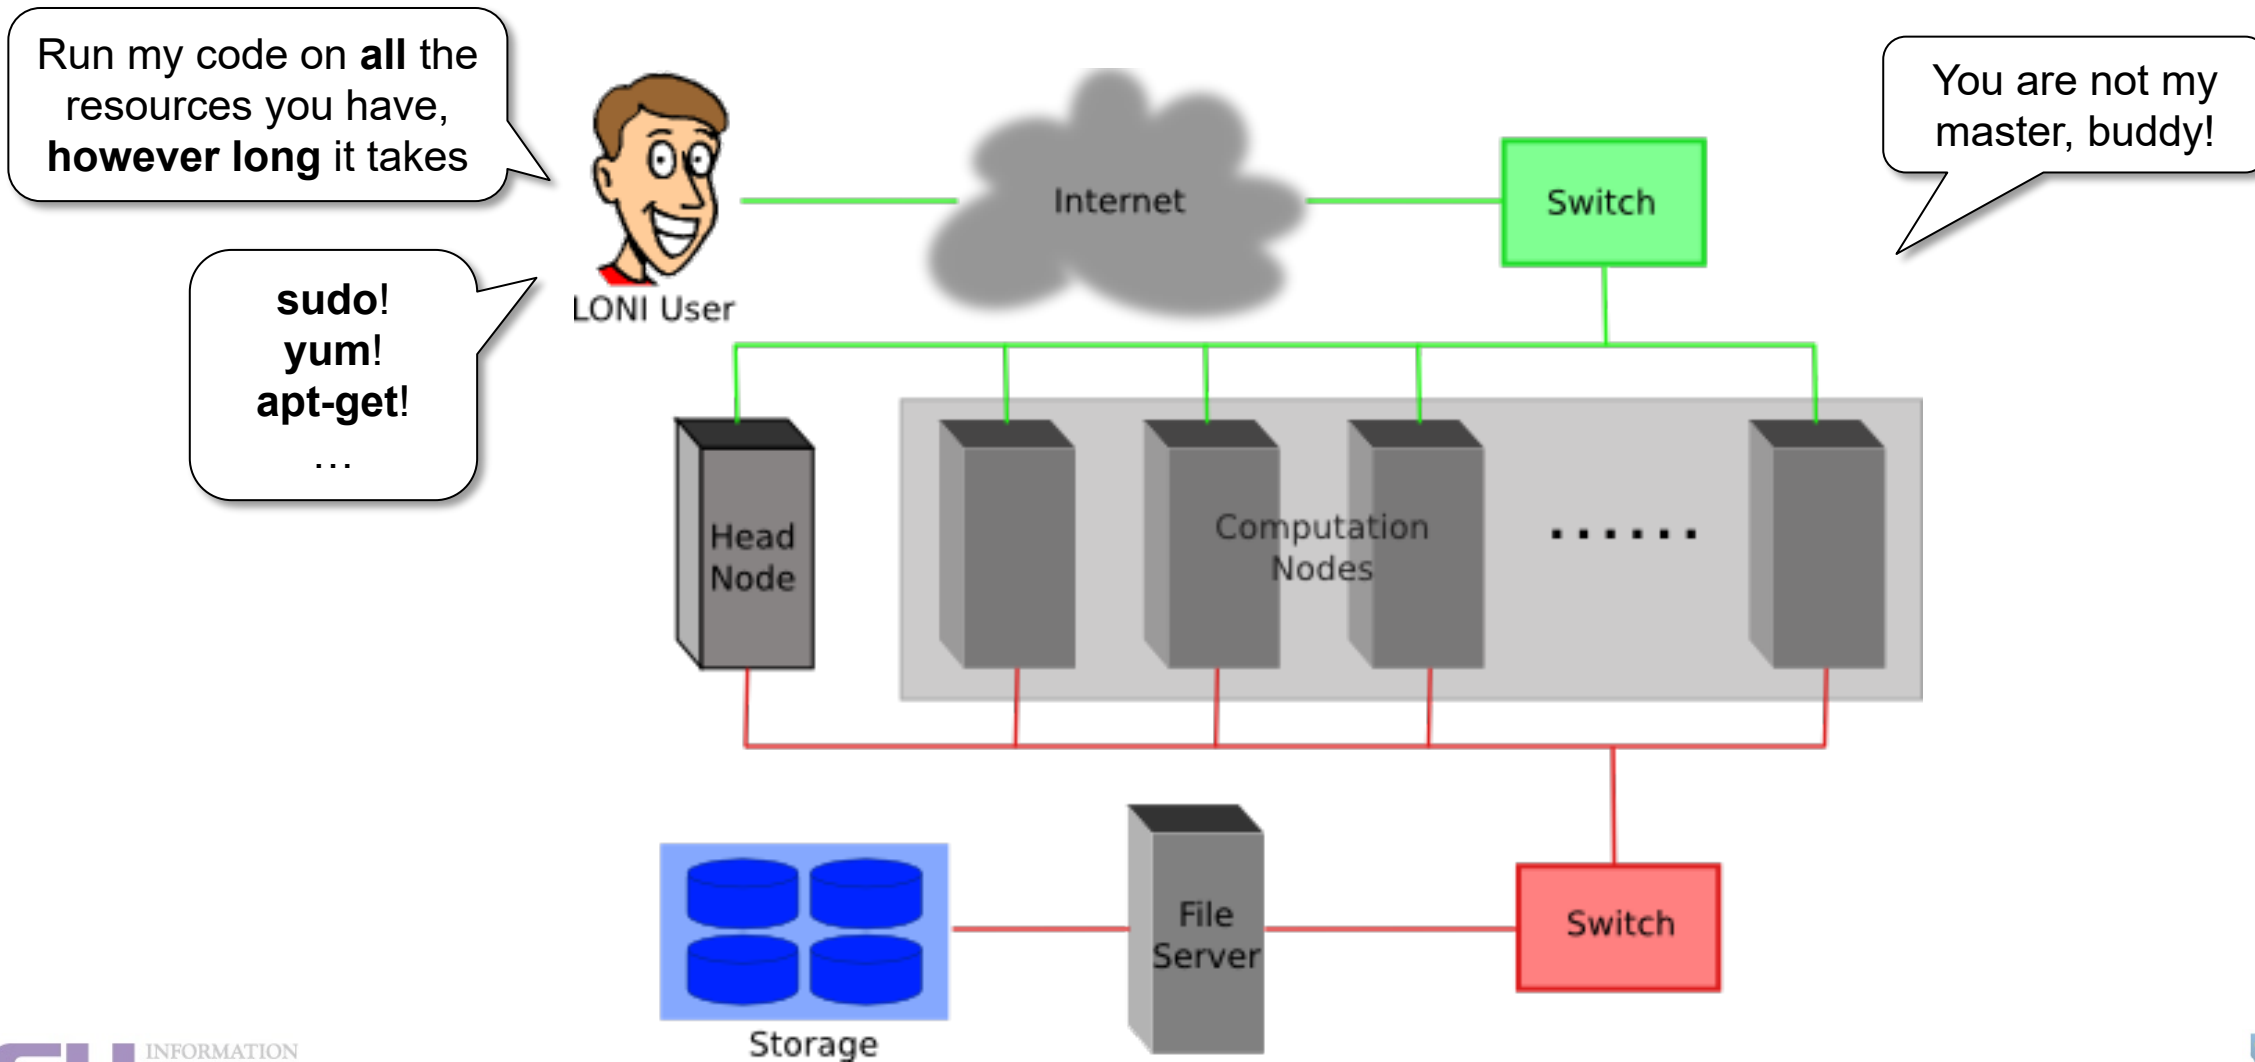 Run my code on all the
resources you have,
however long it takes
You are not my
master, buddy!
Internet
Switch
sudo!
yum!
apt-get!
…
LONI User
Head
Node
Computation
Nodes
......
File
Server
Switch
Storage
INFORMATION